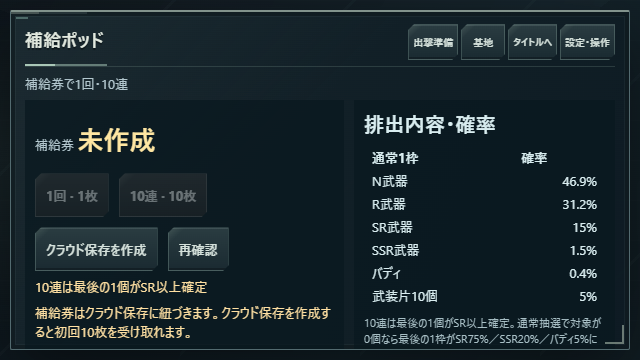 補給ポッド
出撃準備
基地
タイトルへ
設定・操作
補給券で1回・10連
補給券 未作成
1回 - 1枚
10連 - 10枚
クラウド保存を作成
再確認
10連は最後の1個がSR以上確定
補給券はクラウド保存に紐づきます。クラウド保存を作成す
ると初回10枚を受け取れます。
排出内容・確率
通常1枠 確率
N武器 46.9%
R武器 31.2%
SR武器 15%
SSR武器 1.5%
バディ 0.4%
武装片10個 5%
10連は最後の1個がSR以上確定。通常抽選で対象が
0個なら最後の1枠がSR75%／SSR20%／バディ5%に